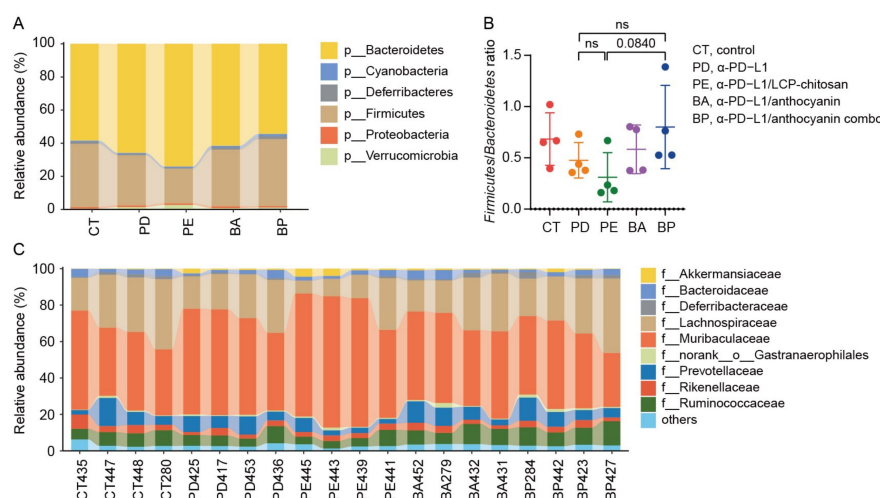 A
Relative abundance (%)
100
80
60
40
20
0
CT
PD
PE
BA
BP
p__Bacteroidetes
p__Cyanobacteria
p__Deferribacteres
p__Firmicutes
p__Proteobacteria
p__Verrucomicrobia
B
Firmicutes/Bacteroidetes ratio
ns
ns
0.0840
1.5
1.0
0.5
0.0
CT
PD
PE
BA
BP
CT, control
PD, α-PD-L1
PE, α-PD-L1/LCP-chitosan
BA, α-PD-L1/anthocyanin
BP, α-PD-L1/anthocyanin combo
C
Relative abundance (%)
100
80
60
40
20
0
CT435
CT447
CT448
CT280
PD425
PD417
PD453
PD436
PE445
PE443
PE439
PE441
BA452
BA279
BA432
BA431
BP284
BP442
BP423
BP427
f__Akkermansiaceae
f__Bacteroidaceae
f__Deferribacteraceae
f__Lachnospiraceae
f__Muribaculaceae
f__norank__o__Gastranaerophilales
f__Prevotellaceae
f__Rikenellaceae
f__Ruminococcaceae
others